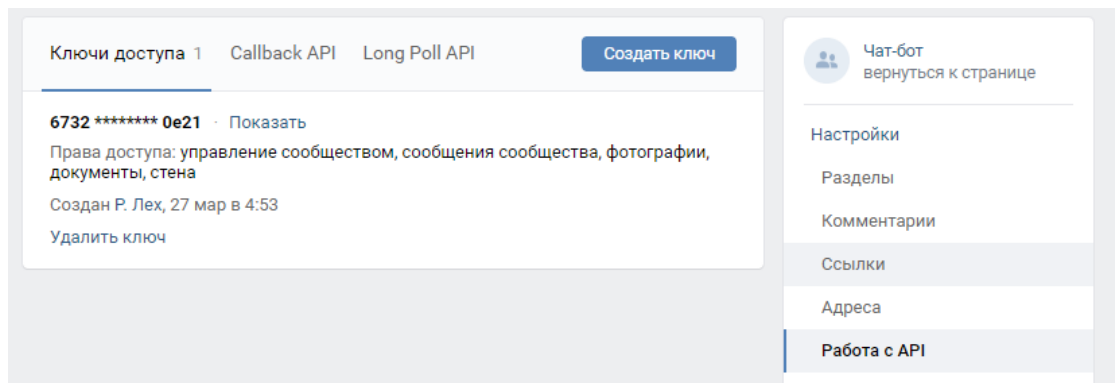 Ключи доступа 1 Callback API Long Poll API Создать ключ
6732 ******** 0e21 · Показать
Права доступа: управление сообществом, сообщения сообщества, фотографии,
документы, стена
Создан Р. Лех, 27 мар в 4:53
Удалить ключ
Чат-бот
вернуться к странице
Настройки
Разделы
Комментарии
Ссылки
Адреса
Работа с API